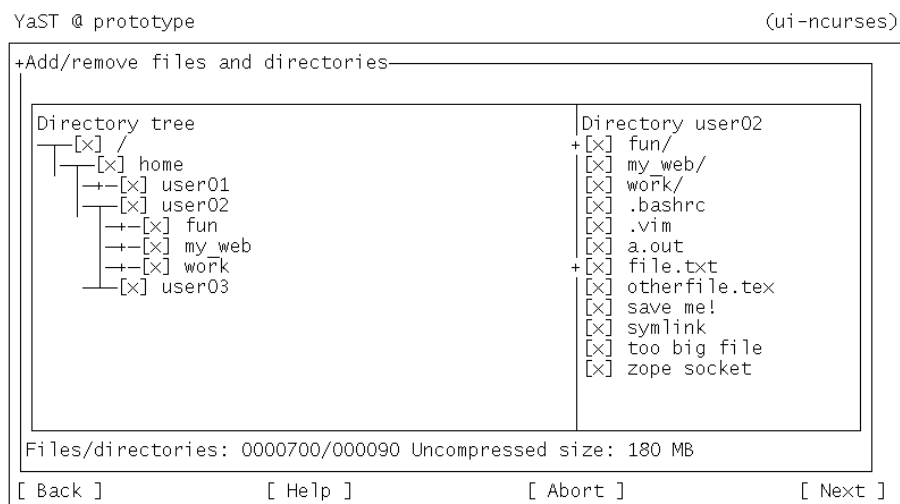 YaST @ prototype (ui-ncurses)
+Add/remove files and directories
Directory tree
[x] /
[x] home
+-[x] user01
[x] user02
+-[x] fun
+-[x] my_web
+-[x] work
[x] user03
Directory user02
+[x] fun/
[x] my_web/
[x] work/
[x] .bashrc
[x] .vim
[x] a.out
+[x] file.txt
[x] otherfile.tex
[x] save me!
[x] symlink
[x] too big file
[x] zope socket
Files/directories: 0000700/000090 Uncompressed size: 180 MB
[ Back ] [ Help ] [ Abort ] [ Next ]